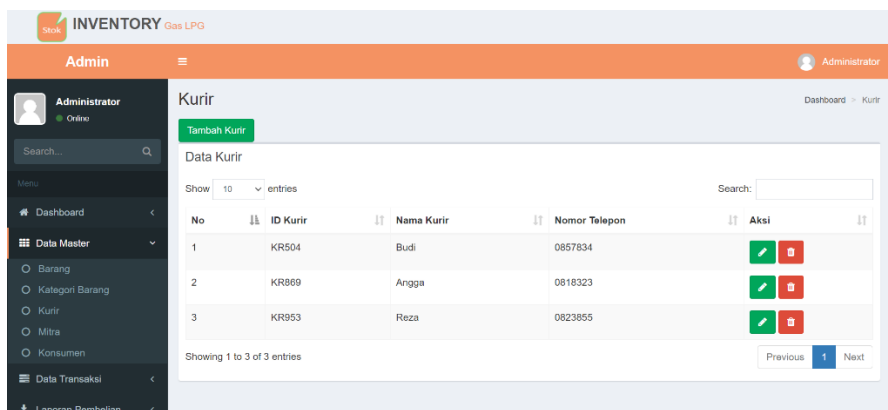 Stok INVENTORY Gas LPG
Admin
Administrator
Administrator
Online
Search...
Menu
Dashboard
Data Master
Barang
Kategori Barang
Kurir
Mitra
Konsumen
Data Transaksi
Laporan Pembelian
Kurir
Dashboard > Kurir
Tambah Kurir
Data Kurir
Show 10 entries
Search:
No ID Kurir Nama Kurir Nomor Telepon Aksi
1 KR504 Budi 0857834
2 KR869 Angga 0818323
3 KR953 Reza 0823855
Showing 1 to 3 of 3 entries
Previous 1 Next